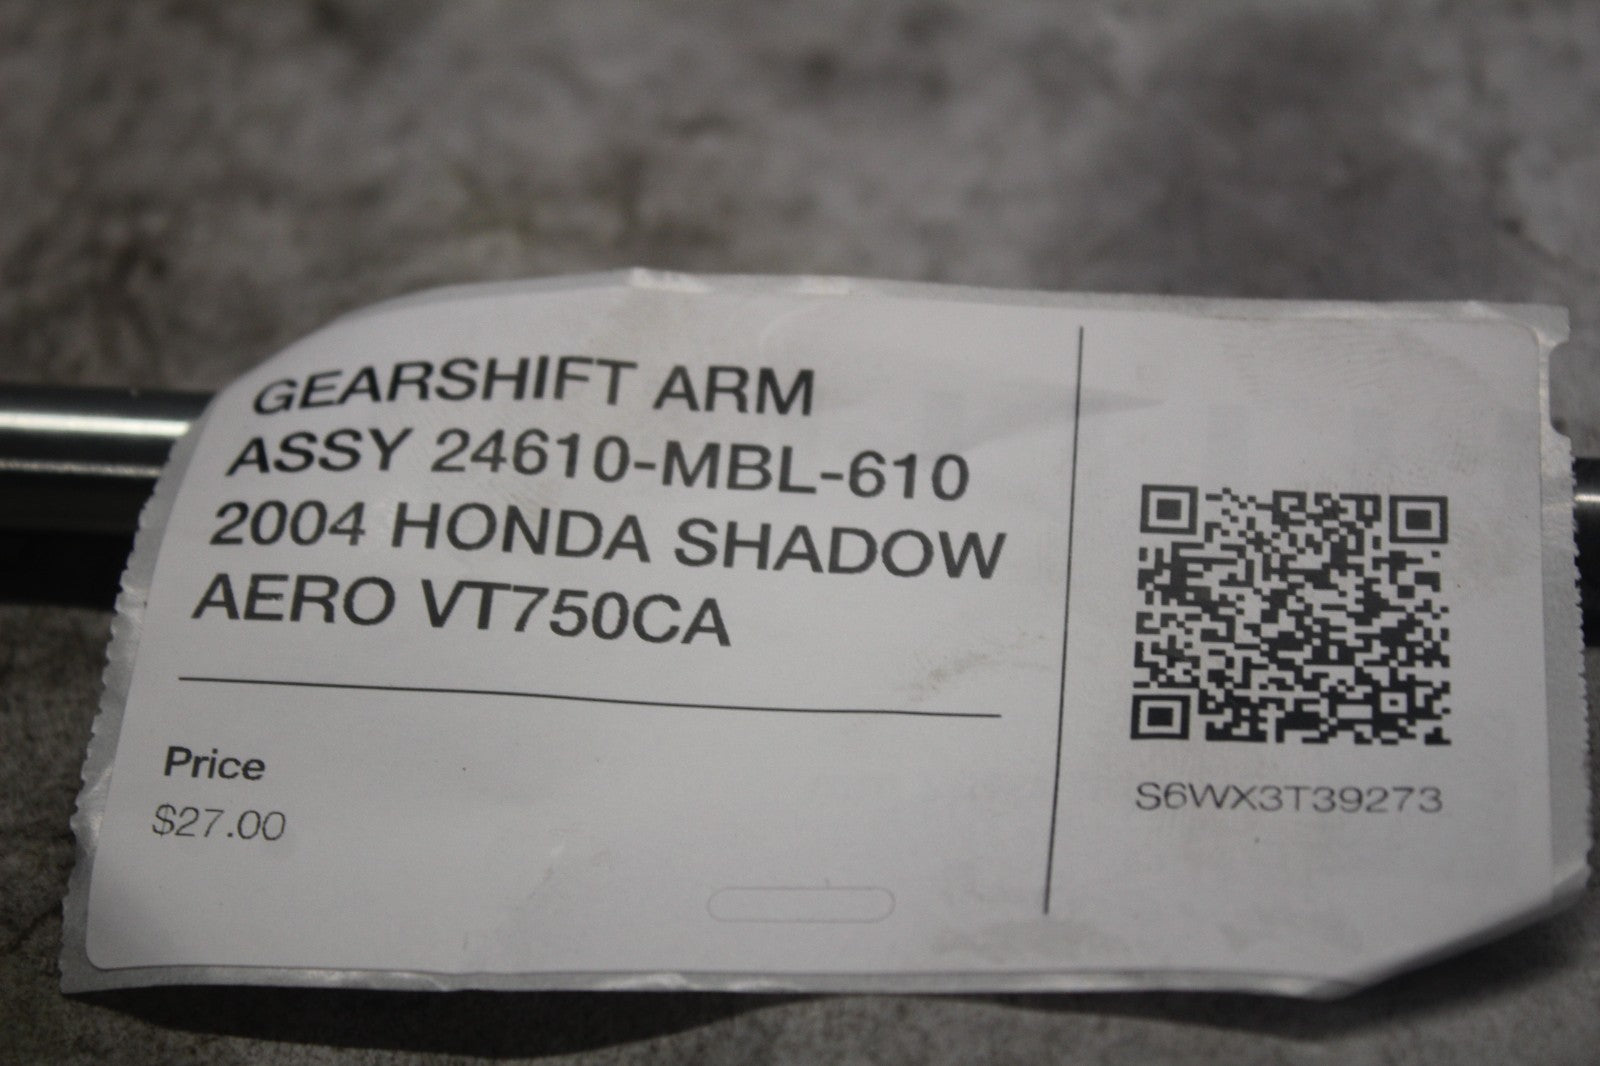 GEARSHIFT ARM
ASSY 24610-MBL-610
2004 HONDA SHADOW
AERO VT750CA
Price
$27.00
S6WX3T39273